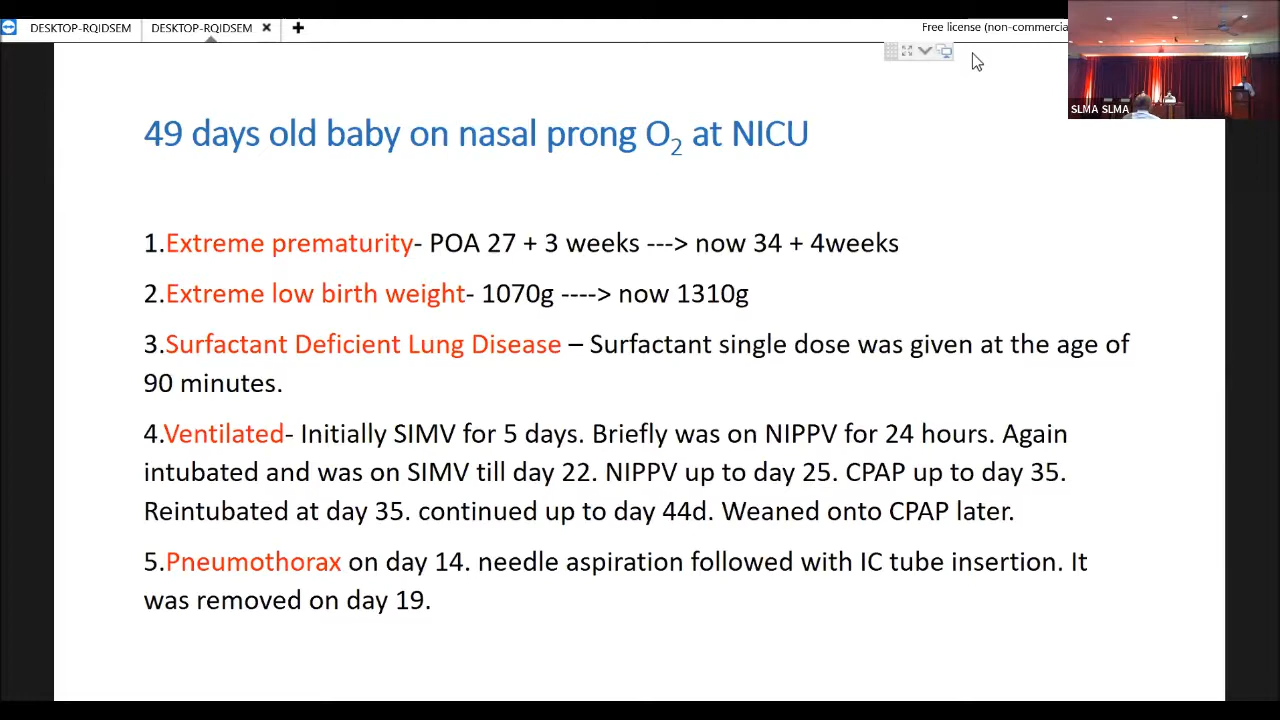 DESKTOP-RQIDSEM
DESKTOP-RQIDSEM
Free license (non-commercia
SLMA SLMA
49 days old baby on nasal prong O₂ at NICU
1.Extreme prematurity- POA 27 + 3 weeks ---> now 34 + 4weeks
2.Extreme low birth weight- 1070g ----> now 1310g
3.Surfactant Deficient Lung Disease – Surfactant single dose was given at the age of
90 minutes.
4.Ventilated- Initially SIMV for 5 days. Briefly was on NIPPV for 24 hours. Again
intubated and was on SIMV till day 22. NIPPV up to day 25. CPAP up to day 35.
Reintubated at day 35. continued up to day 44d. Weaned onto CPAP later.
5.Pneumothorax on day 14. needle aspiration followed with IC tube insertion. It
was removed on day 19.